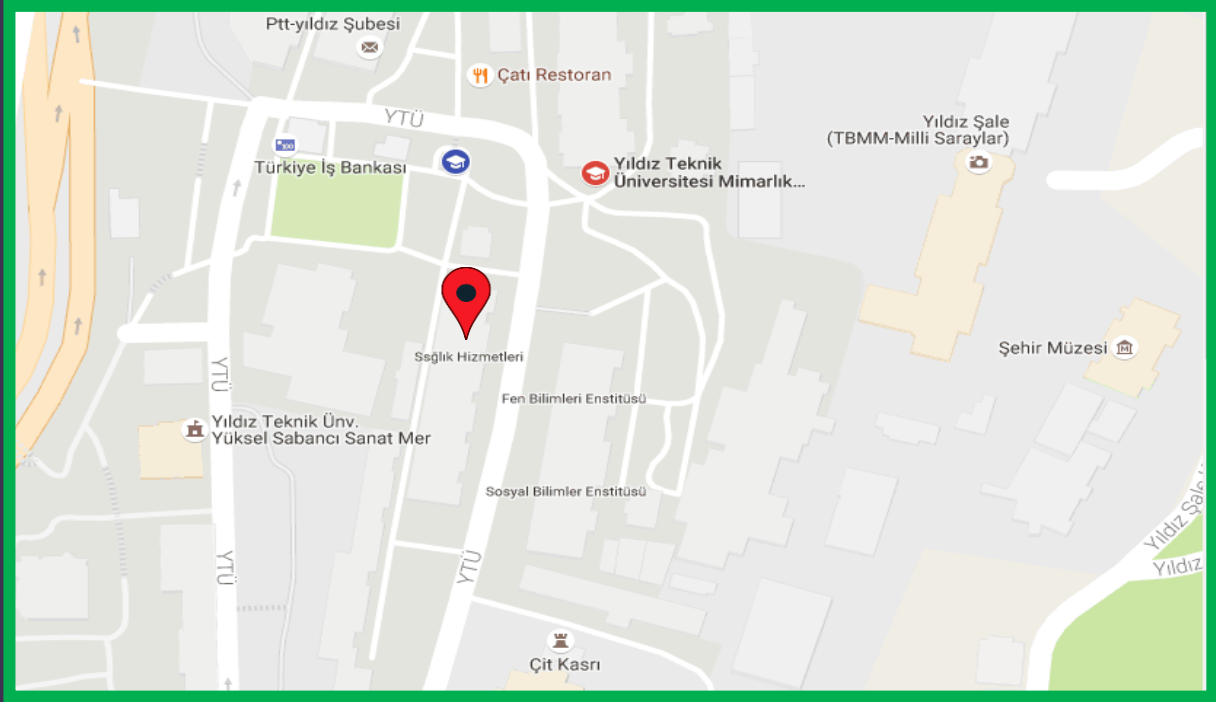 Ptt-yıldız Şubesi
Çatı Restoran
YTÜ
Yıldız Şale
(TBMM-Milli Saraylar)
100
Türkiye İş Bankası
Yıldız Teknik
Üniversitesi Mimarlık...
Ssğlık Hizmetleri
Şehir Müzesi
YTÜ
Fen Bilimleri Enstitüsü
Yıldız Teknik Ünv.
Yüksel Sabancı Sanat Mer
Sosyal Bilimler Enstitüsü
Yıldız Şale
YTÜ
YTÜ
Yıldız
Çit Kasrı